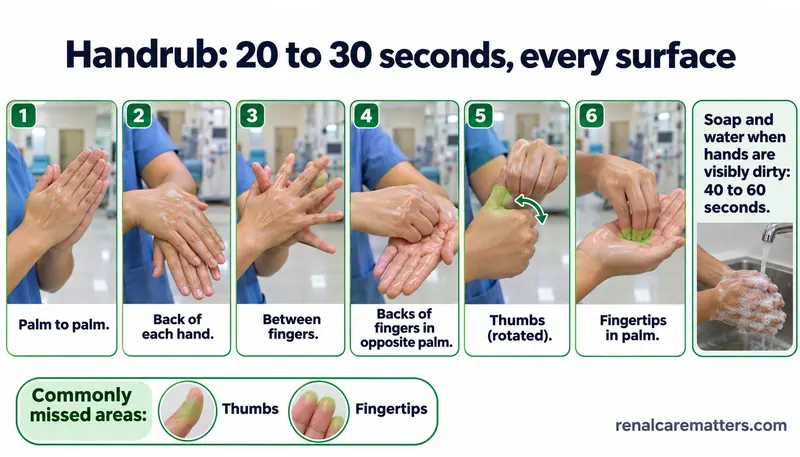 Handrub: 20 to 30 seconds, every surface
1
Palm to palm.
2
Back of
each hand.
3
Between
fingers.
4
Backs of
fingers in
opposite palm.
5
Thumbs
(rotated).
6
Fingertips
in palm.
Soap and
water when
hands are
visibly dirty:
40 to 60
seconds.
Commonly
missed areas:
Thumbs
Fingertips
renalcarematters.com